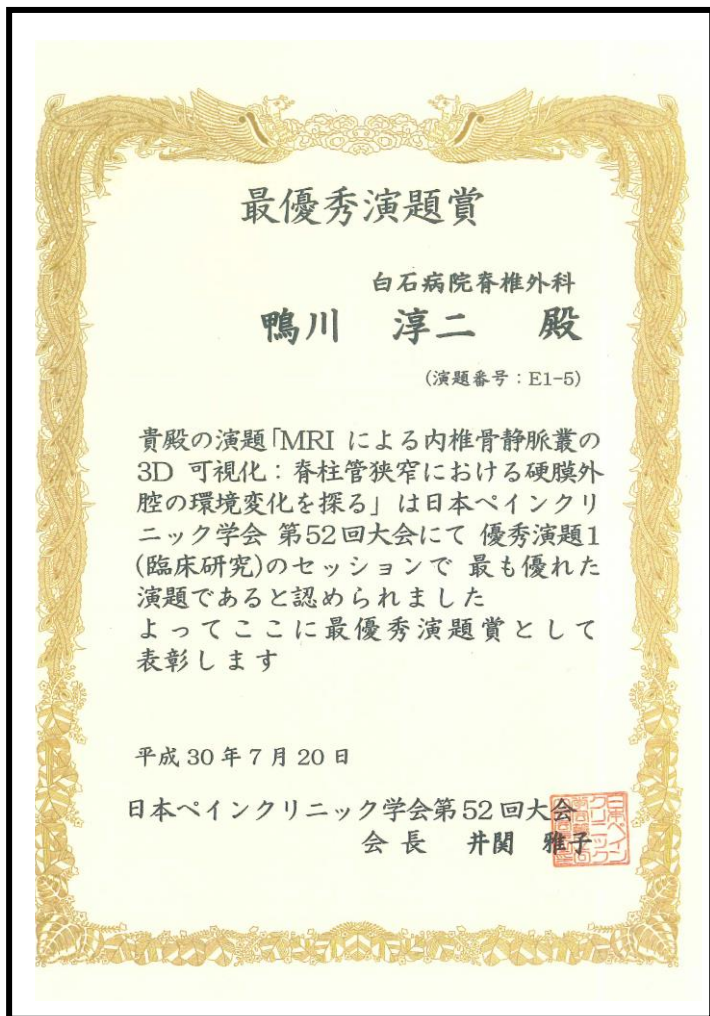 最優秀演題賞
白石病院脊椎外科
鴨川 淳二 殿
(演題番号：E1-5)
貴殿の演題「MRI による内椎骨静脈叢の
3D 可視化：脊柱管狭窄における硬膜外
腔の環境変化を探る」は日本ペインクリ
ニック学会 第52回大会にて 優秀演題1
(臨床研究)のセッションで 最も優れた
演題であると認められました
よってここに最優秀演題賞として
表彰します
平成 30 年 7 月 20 日
日本ペインクリニック学会第52回大会
会 長 井関 雅子